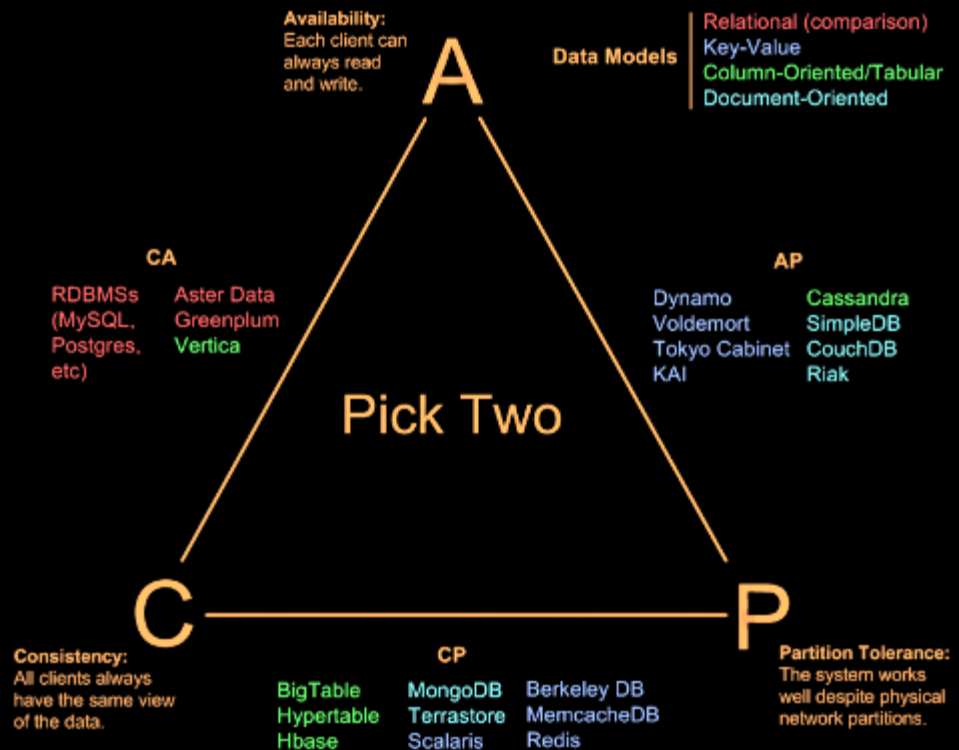 Availability:
Each client can
always read
and write.
A
Data Models
Relational (comparison)
Key-Value
Column-Oriented/Tabular
Document-Oriented
CA
RDBMSs
(MySQL,
Postgres,
etc)
Aster Data
Greenplum
Vertica
AP
Dynamo
Voldemort
Tokyo Cabinet
KAI
Cassandra
SimpleDB
CouchDB
Riak
Pick Two
C
Consistency:
All clients always
have the same view
of the data.
CP
BigTable
Hypertable
Hbase
MongoDB
Terrastore
Scalaris
Berkeley DB
MemcacheDB
Redis
P
Partition Tolerance:
The system works
well despite physical
network partitions.